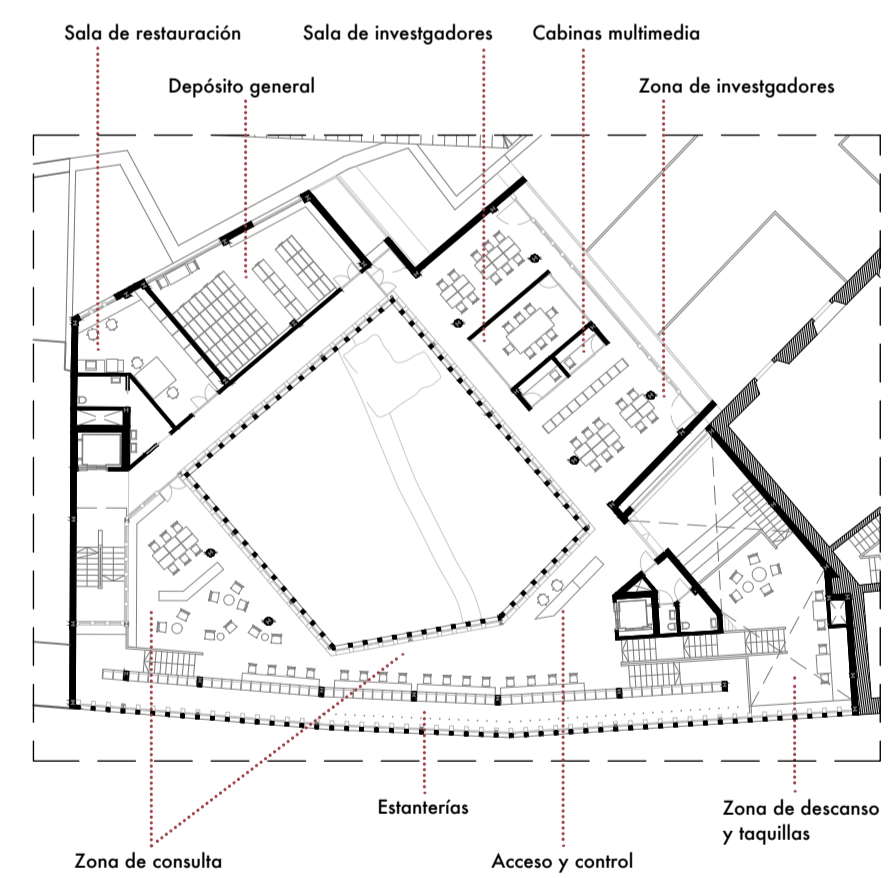 Sala de restauración
Sala de investgadores
Cabinas multimedia
Depósito general
Zona de investgadores
Estanterías
Zona de descanso
y taquillas
Zona de consulta
Acceso y control